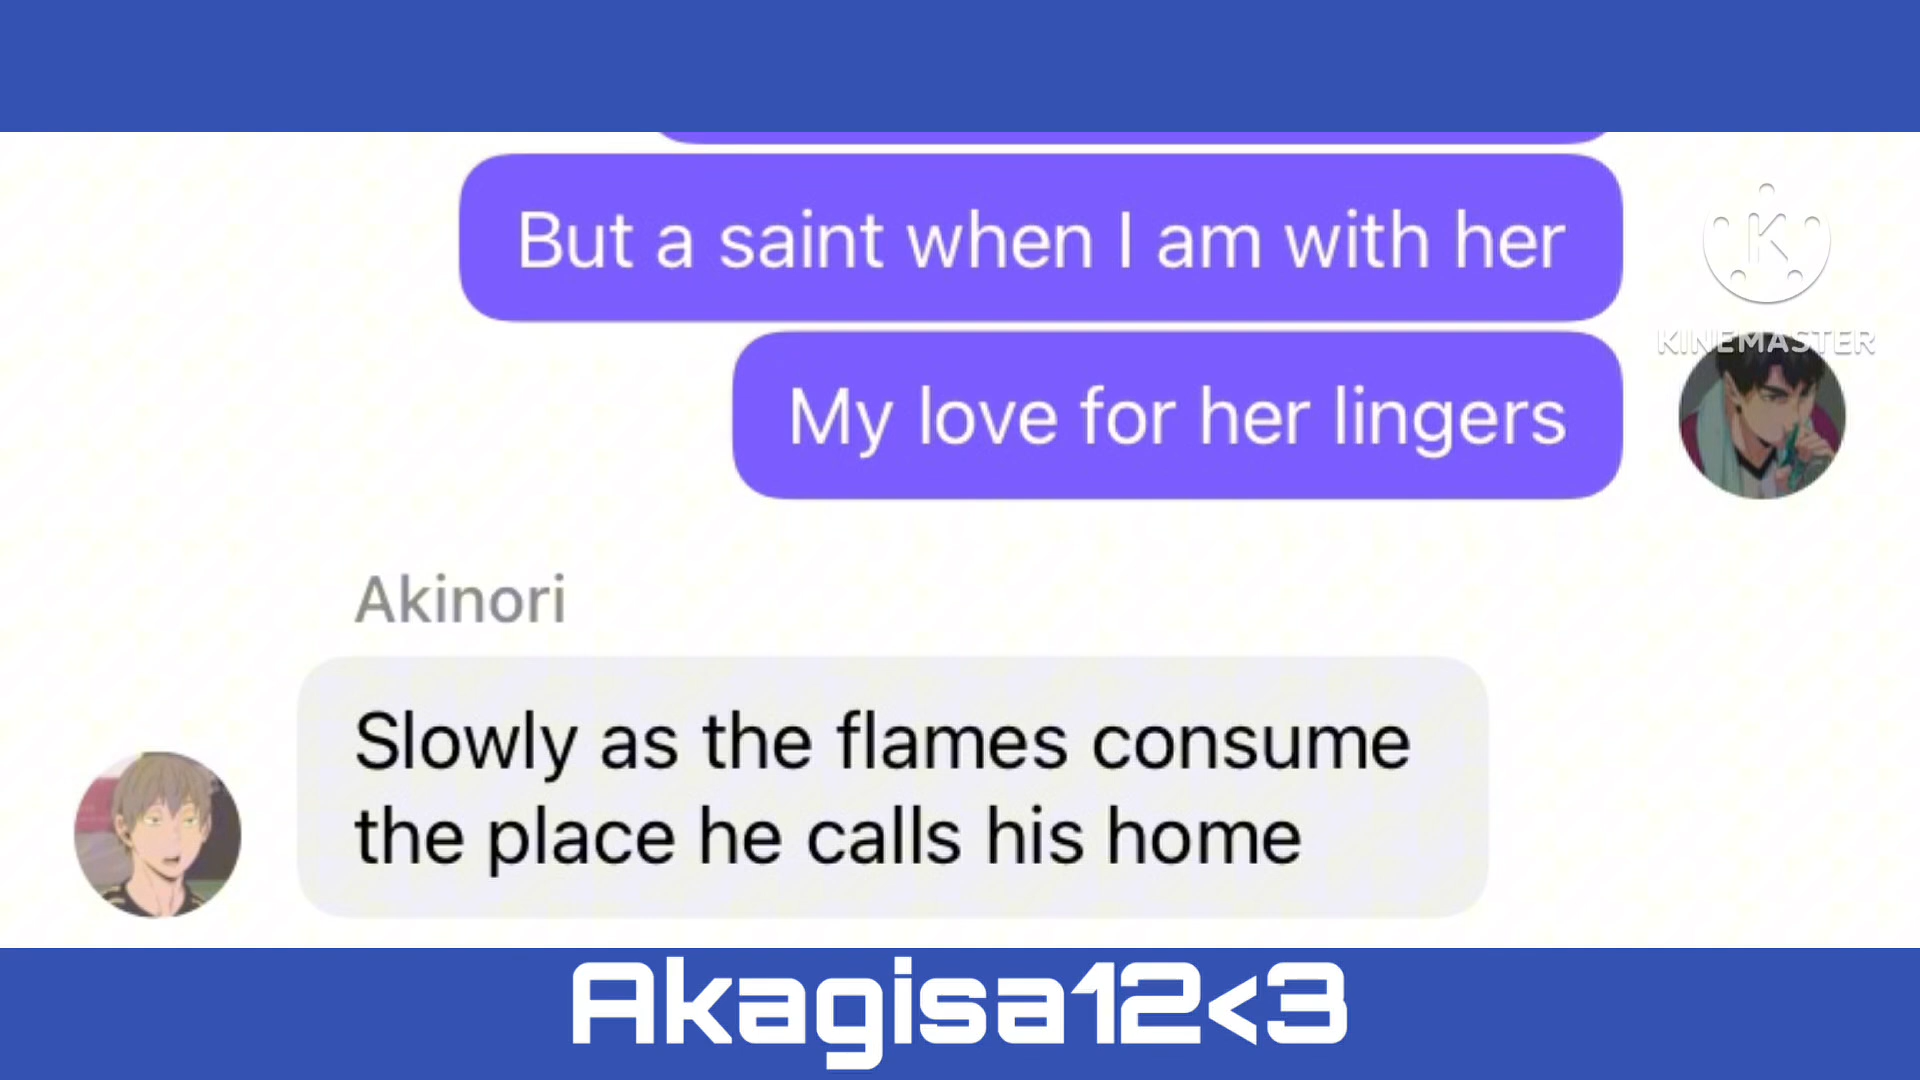 But a saint when I am with her
K
KINEMASTER
My love for her lingers
Akinori
Slowly as the flames consume
the place he calls his home
Akagisa12<3